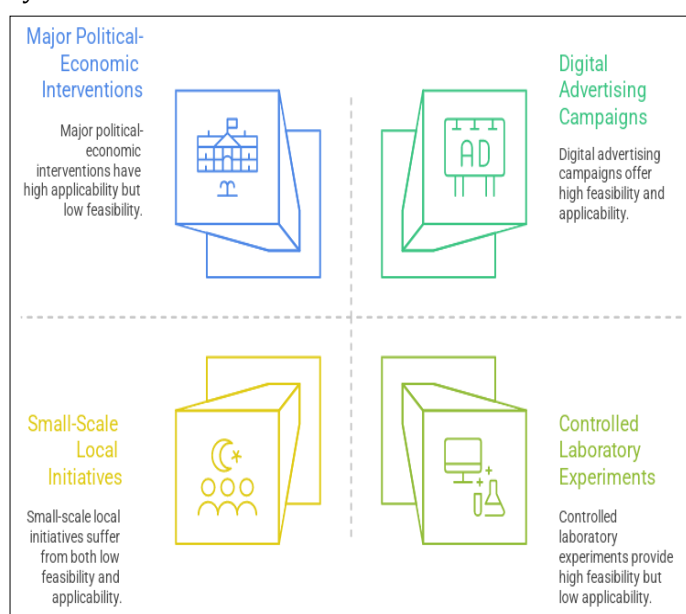 Major Political-
Economic
Interventions
Major political-
economic
interventions have
high applicability but
low feasibility.
AD
Digital
Advertising
Campaigns
Digital advertising
campaigns offer
high feasibility and
applicability.
Small-Scale
Local
Initiatives
Small-scale local
initiatives suffer
from both low
feasibility and
applicability.
Controlled
Laboratory
Experiments
Controlled
laboratory
experiments provide
high feasibility but
low applicability.